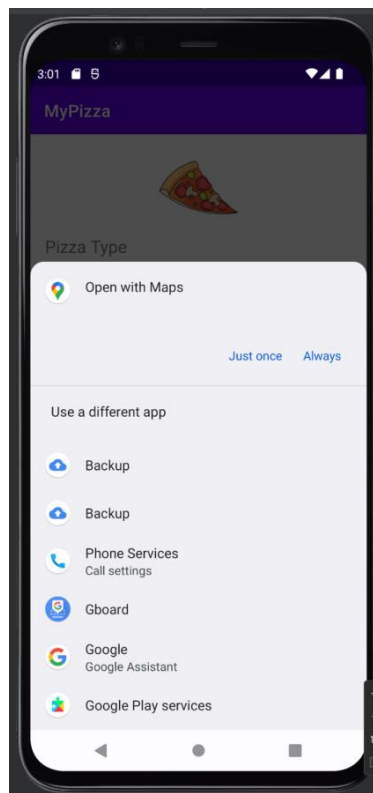 3:01
MyPizza
Pizza Type
Open with Maps
Just once Always
Use a different app
Backup
Backup
Phone Services
Call settings
Gboard
Google
Google Assistant
Google Play services